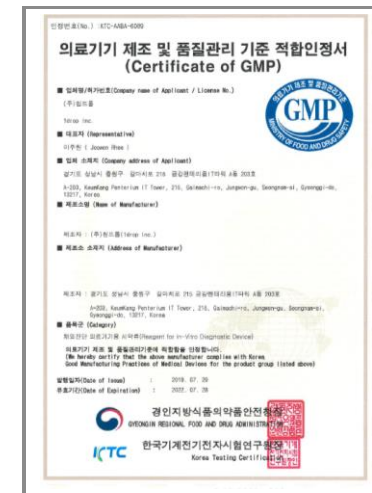 인정번호(No.) :KTC-AABA-6009
의료기기 제조 및 품질관리 기준 적합인정서
(Certificate of GMP)
■ 업체명/허가번호(Company name of Applicant / License No.)
(주)원드롭
1drop inc.
■ 대표자 (Representative)
이주원 ( Joowon Rhee )
■ 업체 소재지 (Company address of Applicant)
경기도 성남시 중원구 갈마치로 215 금강펜테리움IT타워 A동 203호
A-203, KeumKang Penterium IT Tower, 215, Galmachi-ro, Jungwon-gu, Seongnam-si, Gyeonggi-do,
13217, Korea
■ 제조소명 (Name of Manufacturer)
제조자 : (주)원드롭(1drop inc.)
■ 제조소 소재지 (Address of Manufacturer)
제조자 : 경기도 성남시 중원구 갈마치로 215 금강펜테리움IT타워 A동 203호
A-203, KeumKang Penterium IT Tower, 215, Galmachi-ro, Jungwon-gu, Seongnam-si,
Gyeonggi-do, 13217, Korea
■ 품목군 (Category)
체외진단 의료기기용 시약류(Reagent for In-Vitro Diagnostic Device)
의료기기 제조 및 품질관리기준에 적합함을 인정합니다.
(We hereby certify that the above manufacturer complies with Korea
Good Manufacturing Practices of Medical Devices for the product group listed above)
발행일자(Date of Issue) : 2019. 07. 29
유효기간(Date of Expiration) : 2022. 07. 28
경인지방식품의약품안전청장
GYEONGIN REGIONAL FOOD AND DRUG ADMINISTRATION
KTC 한국기계전기전자시험연구원장
Korea Testing Certification
GMP
MINISTRY OF FOOD AND DRUG SAFETY